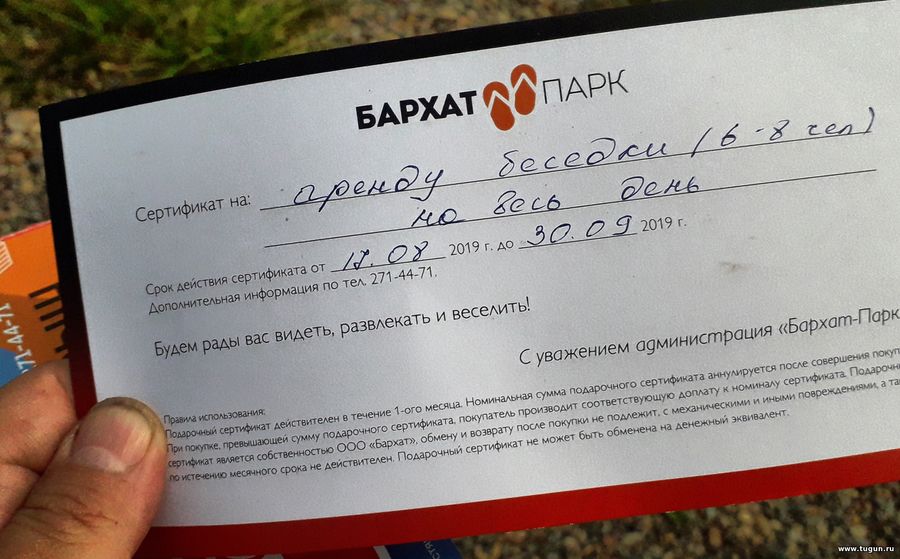 БАРХАТ ПАРК
Сертификат на: аренду беседки (6-8 чел)
на весь день
Срок действия сертификата от 17.08 2019 г. до 30.09 2019 г.
Дополнительная информация по тел. 271-44-71.
Будем рады вас видеть, развлекать и веселить!
С уважением администрация «Бархат-Парк
Правила использования:
Подарочный сертификат действителен в течение 1-ого месяца. Номинальная сумма подарочного сертификата аннулируется после совершения покуп
При покупке, превышающей сумму подарочного сертификата, покупатель производит соответствующую доплату к номиналу сертификата. Подарочны
сертификат является собственностью ООО «Бархат», обмену и возврату после покупки не подлежит, с механическими и иными повреждениями, а та
по истечению месячного срока не действителен. Подарочный сертификат не может быть обменена на денежный эквивалент.
71-44-71
www.tugun.ru